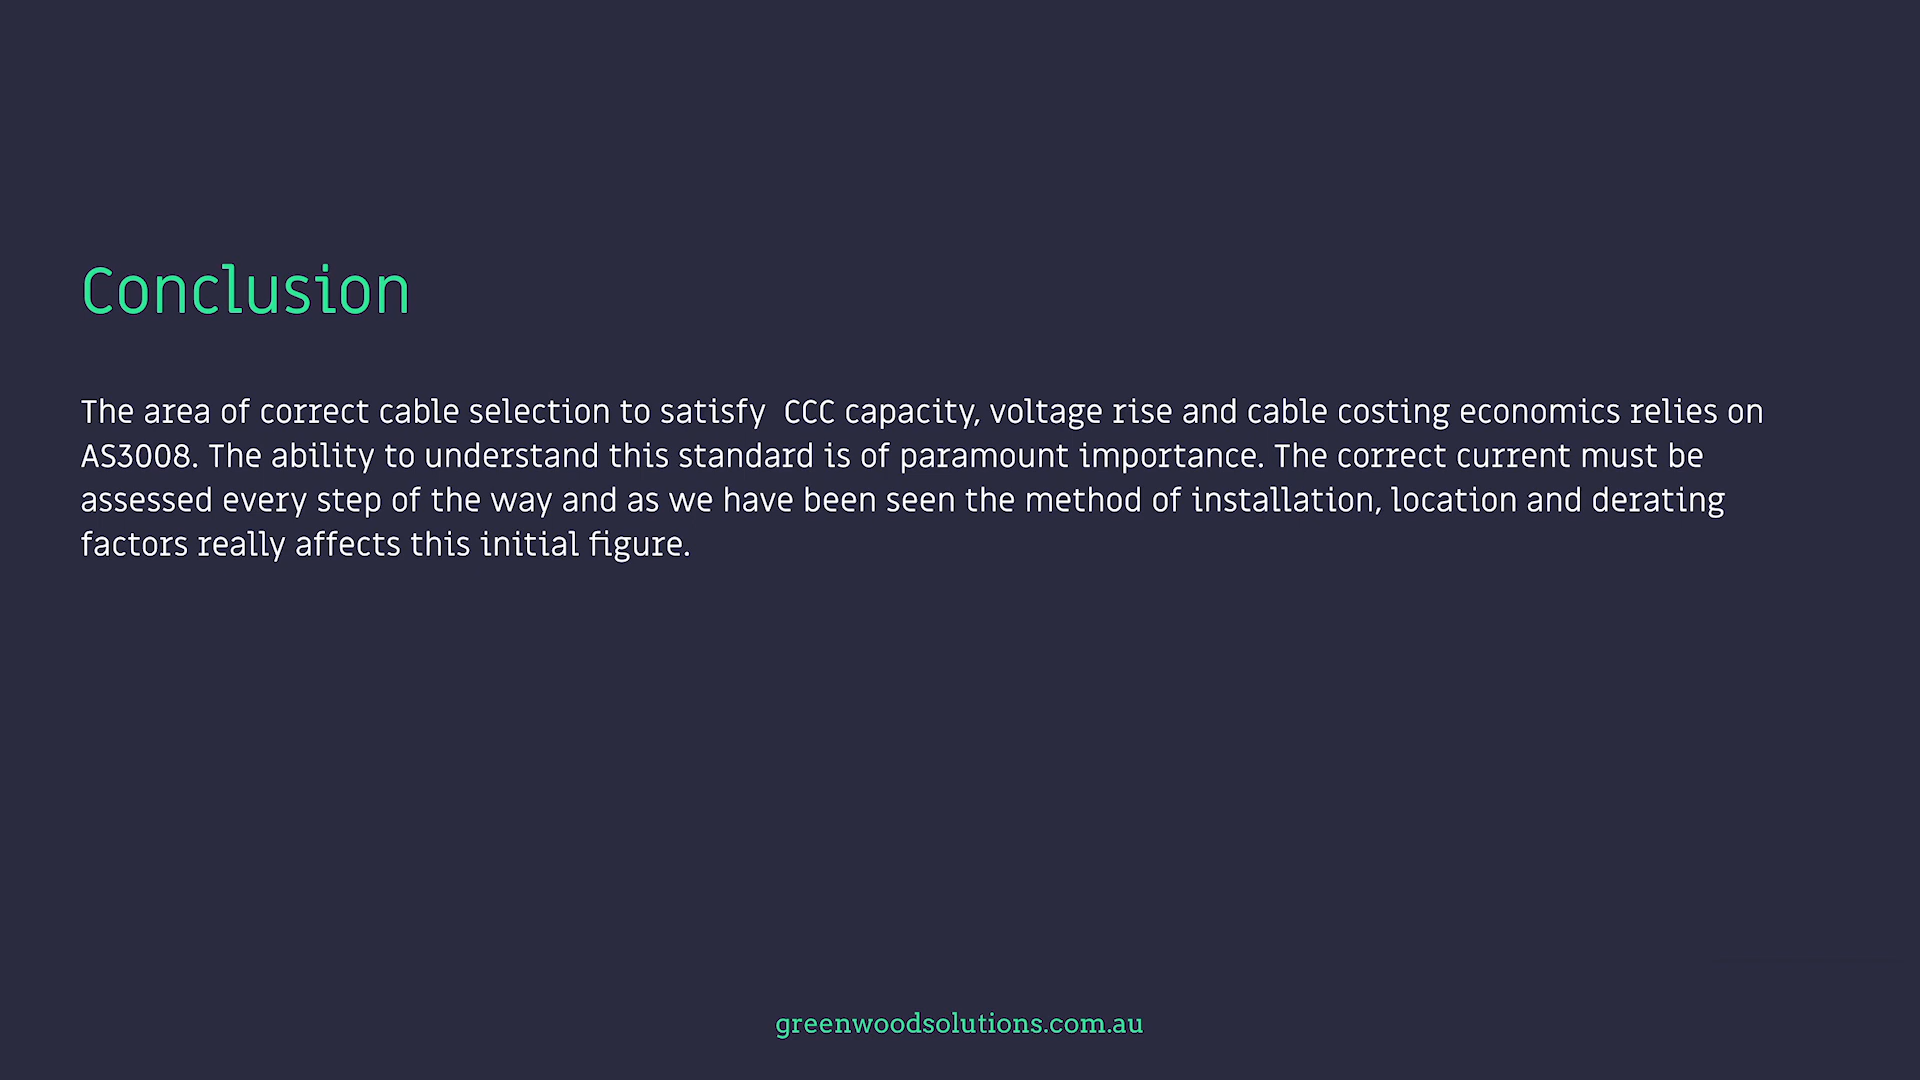 Conclusion
The area of correct cable selection to satisfy  CCC capacity, voltage rise and cable costing economics relies on
AS3008. The ability to understand this standard is of paramount importance. The correct current must be
assessed every step of the way and as we have been seen the method of installation, location and derating
factors really affects this initial figure.
greenwoodsolutions.com.au